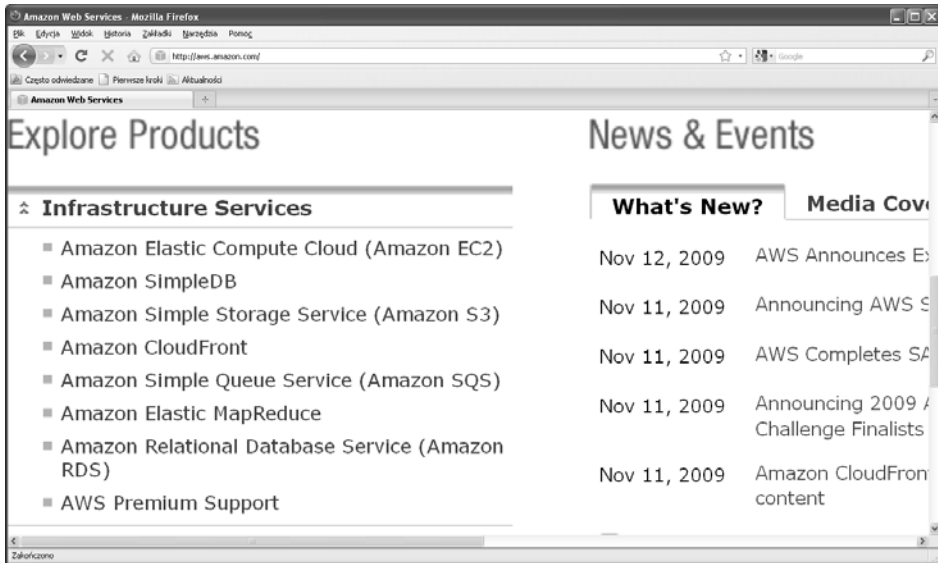 Amazon Web Services - Mozilla Firefox
Plik Edycja Widok Historia Zakładki Narzędzia Pomoc
http://aws.amazon.com/
Google
Często odwiedzane Pierwsze kroki Aktualności
Amazon Web Services
Explore Products
Infrastructure Services
Amazon Elastic Compute Cloud (Amazon EC2)
Amazon SimpleDB
Amazon Simple Storage Service (Amazon S3)
Amazon CloudFront
Amazon Simple Queue Service (Amazon SQS)
Amazon Elastic MapReduce
Amazon Relational Database Service (Amazon
RDS)
AWS Premium Support
News & Events
What's New? Media Cov
Nov 12, 2009 AWS Announces Ex
Nov 11, 2009 Announcing AWS S
Nov 11, 2009 AWS Completes SA
Nov 11, 2009 Announcing 2009 A
Challenge Finalists
Nov 11, 2009 Amazon CloudFron
content
Zakończono